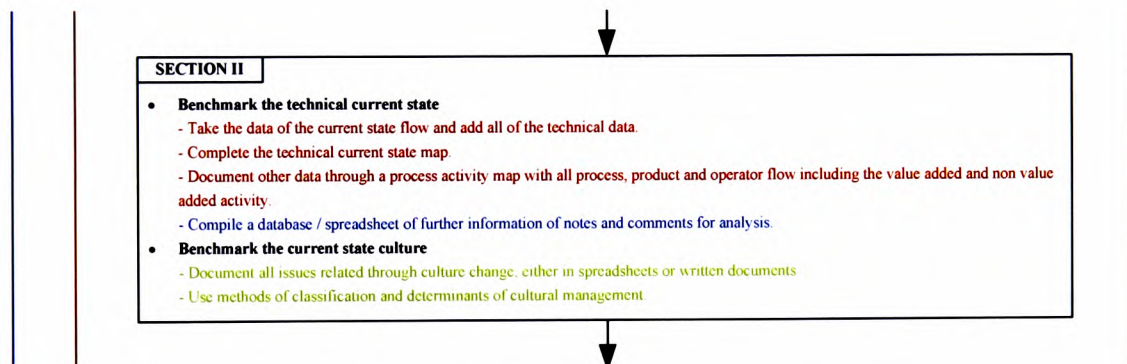 SECTION II
• Benchmark the technical current state
- Take the data of the current state flow and add all of the technical data.
- Complete the technical current state map.
- Document other data through a process activity map with all process, product and operator flow including the value added and non value
added activity.
- Compile a database / spreadsheet of further information of notes and comments for analysis.
• Benchmark the current state culture
- Document all issues related through culture change, either in spreadsheets or written documents
- Use methods of classification and determinants of cultural management